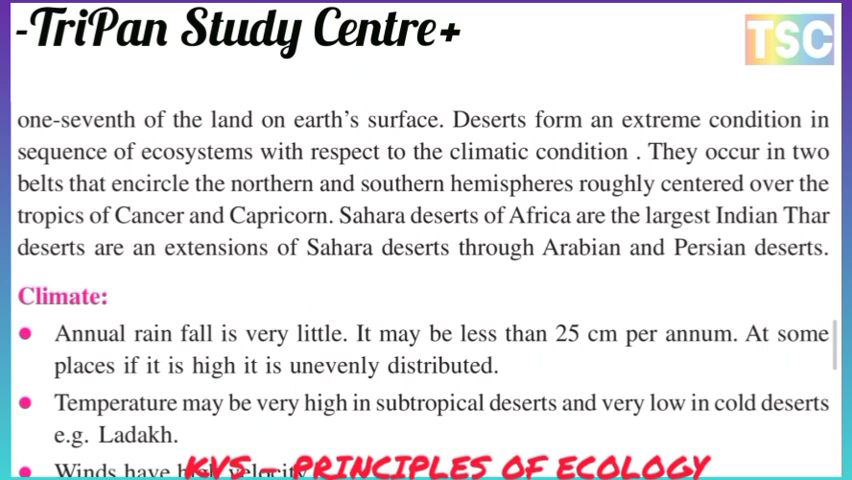 -TriPan Study Centre+
TSC
one-seventh of the land on earth's surface. Deserts form an extreme condition in
sequence of ecosystems with respect to the climatic condition . They occur in two
belts that encircle the northern and southern hemispheres roughly centered over the
tropics of Cancer and Capricorn. Sahara deserts of Africa are the largest Indian Thar
deserts are an extensions of Sahara deserts through Arabian and Persian deserts.
Climate:
Annual rain fall is very little. It may be less than 25 cm per annum. At some
places if it is high it is unevenly distributed.
Temperature may be very high in subtropical deserts and very low in cold deserts
e.g. Ladakh.
Winds have high velocity
KVS - PRINCIPLES OF ECOLOGY